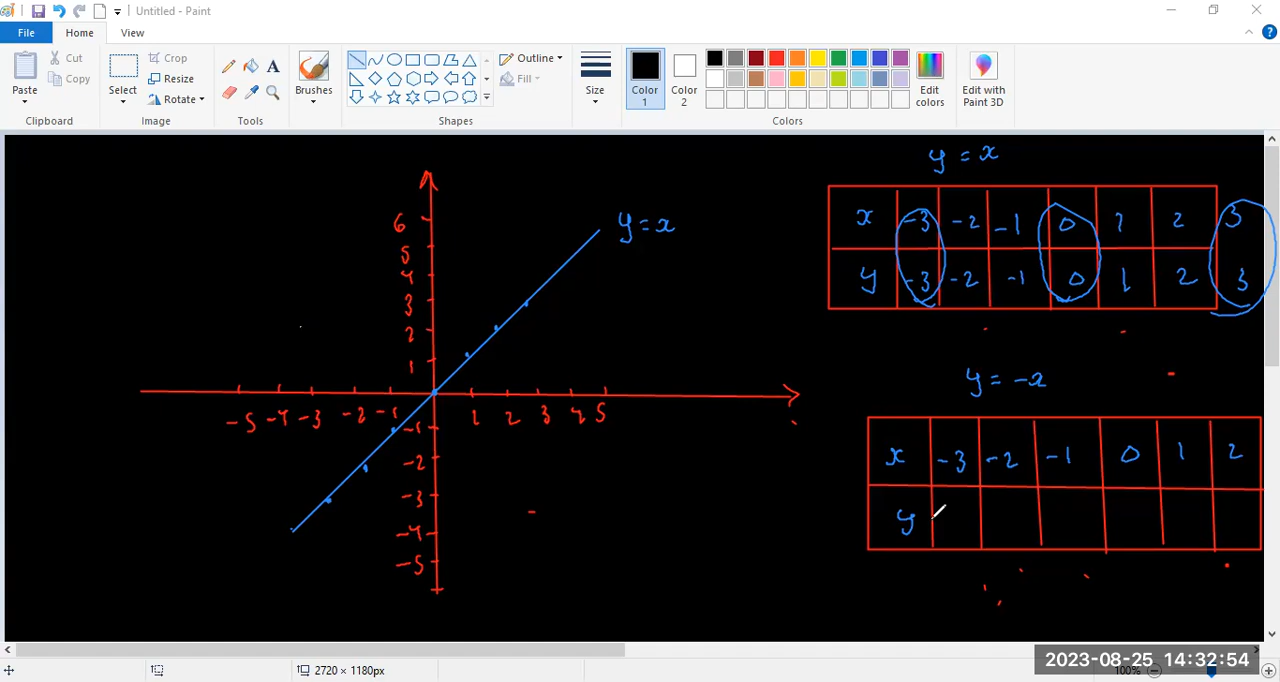 Untitled - Paint
File Home View
Paste Cut Copy Clipboard
Select Crop Resize Rotate Image
Tools
Brushes
Outline Fill Shapes
Size
Color 1 Color 2 Edit colors Colors
Edit with Paint 3D
y = x
x -3 -2 -1 0 1 2 3
y -3 -2 -1 0 1 2 3
y = x
6
5
4
3
2
1
-5 -4 -3 -2 -1 1 2 3 4 5
-1
-2
-3
-4
-5
y = -x
x -3 -2 -1 0 1 2
y
2720 × 1180px
100%
2023-08-25 14:32:54